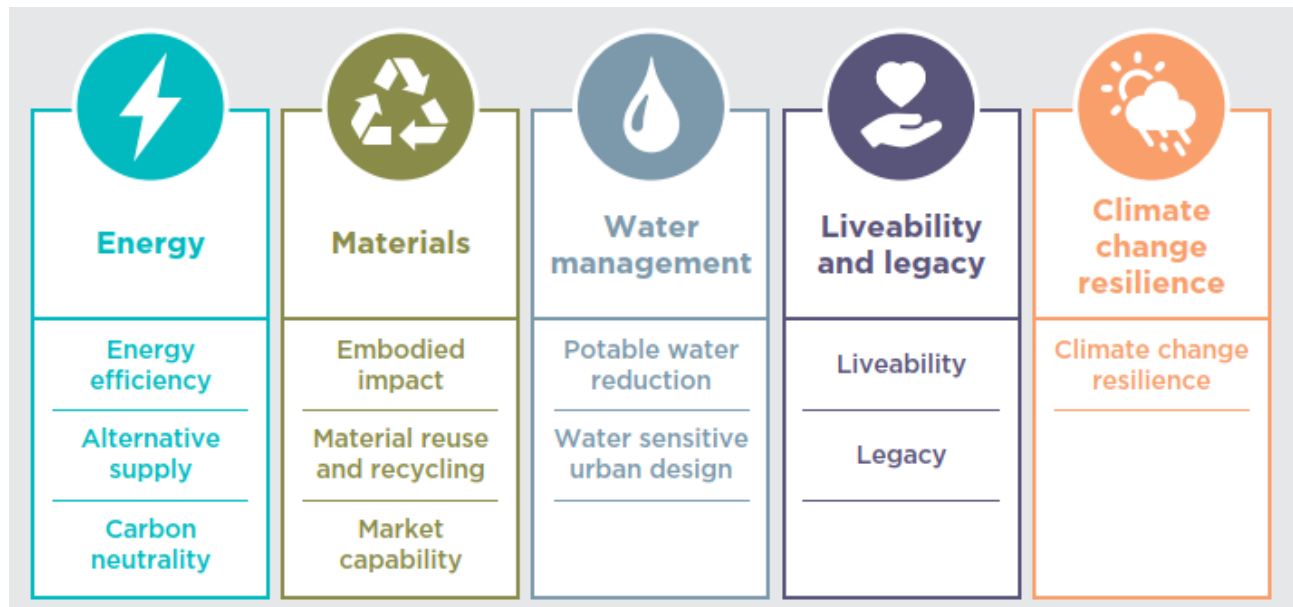 Energy
Materials
Water
management
Liveability
and legacy
Climate
change
resilience
Energy
efficiency
Alternative
supply
Carbon
neutrality
Embodied
impact
Material reuse
and recycling
Market
capability
Potable water
reduction
Water sensitive
urban design
Liveability
Legacy
Climate change
resilience